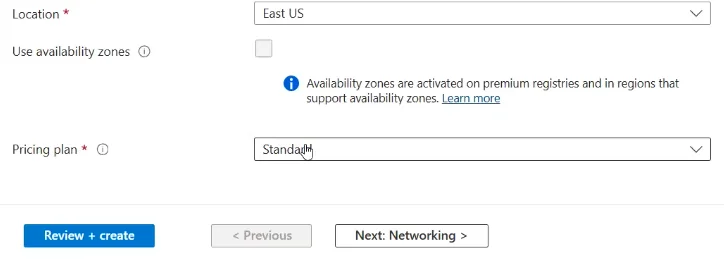 Location *
East US
Use availability zones
Availability zones are activated on premium registries and in regions that
support availability zones. Learn more
Pricing plan *
Standard
Review + create
< Previous
Next: Networking >